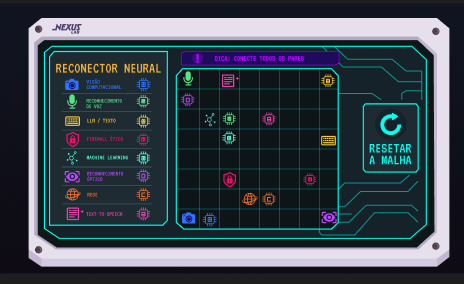 NEXUS
LAB
RECONECTOR NEURAL
DICA: CONECTE TODOS OS PARES
VISÃO
COMPUTACIONAL
RECONHECIMENTO
DE VOZ
LLM / TEXTO
FIREWALL ÉTICO
MACHINE LEARNING
RECONHECIMENTO
ÓPTICO
REDE
TEXT-TO-SPEECH
RESETAR
A MALHA